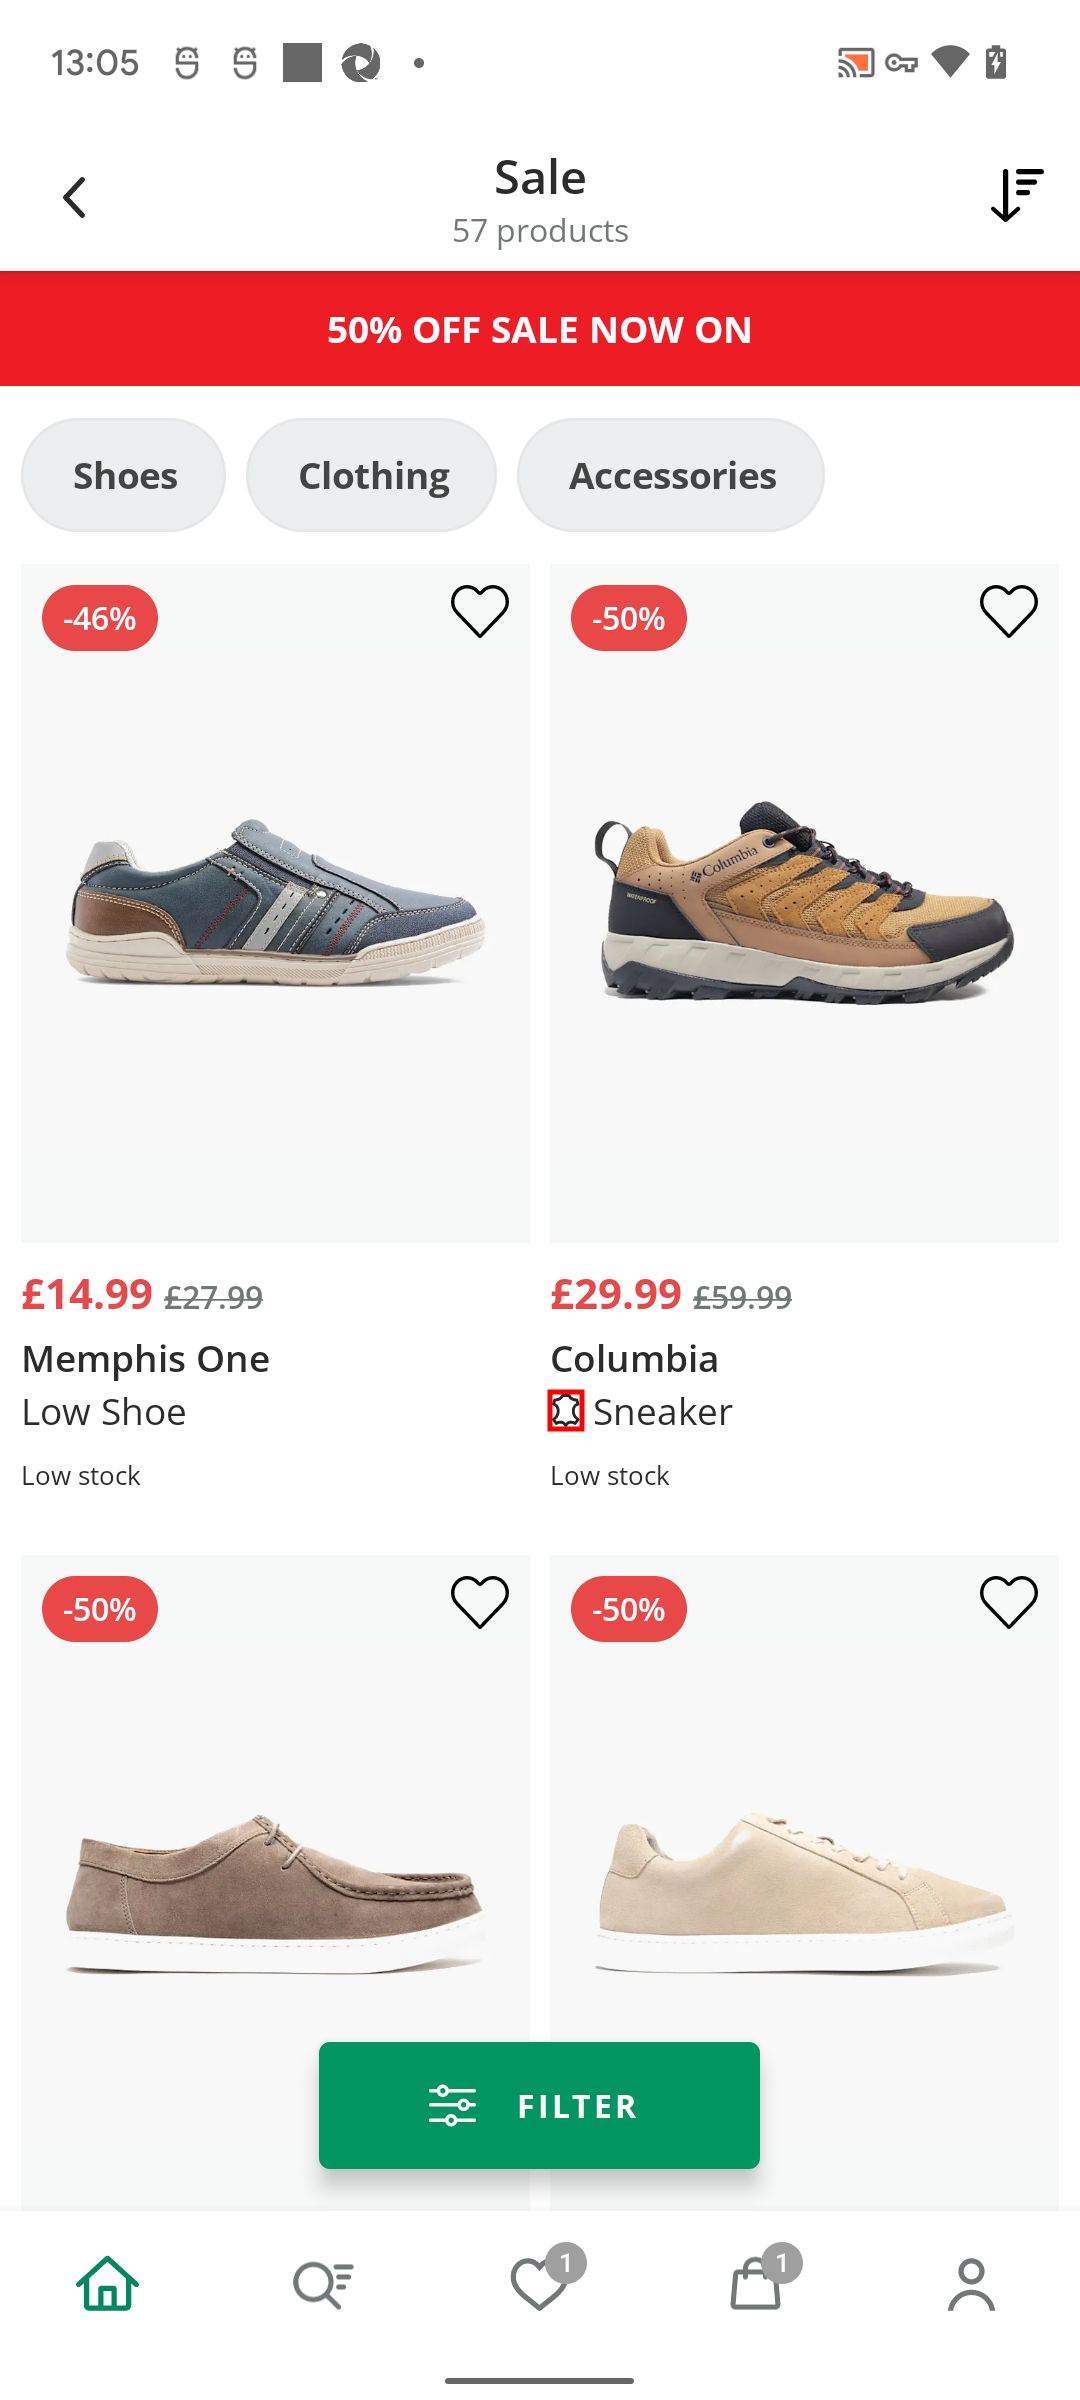 13:05
Sale
57 products
50% OFF SALE NOW ON
Shoes
Clothing
Accessories
-46%
-50%
Columbia
WATERPROOF
£14.99 £27.99
£29.99 £59.99
Memphis One
Columbia
Low Shoe
Sneaker
Low stock
Low stock
-50%
-50%
FILTER
1
1